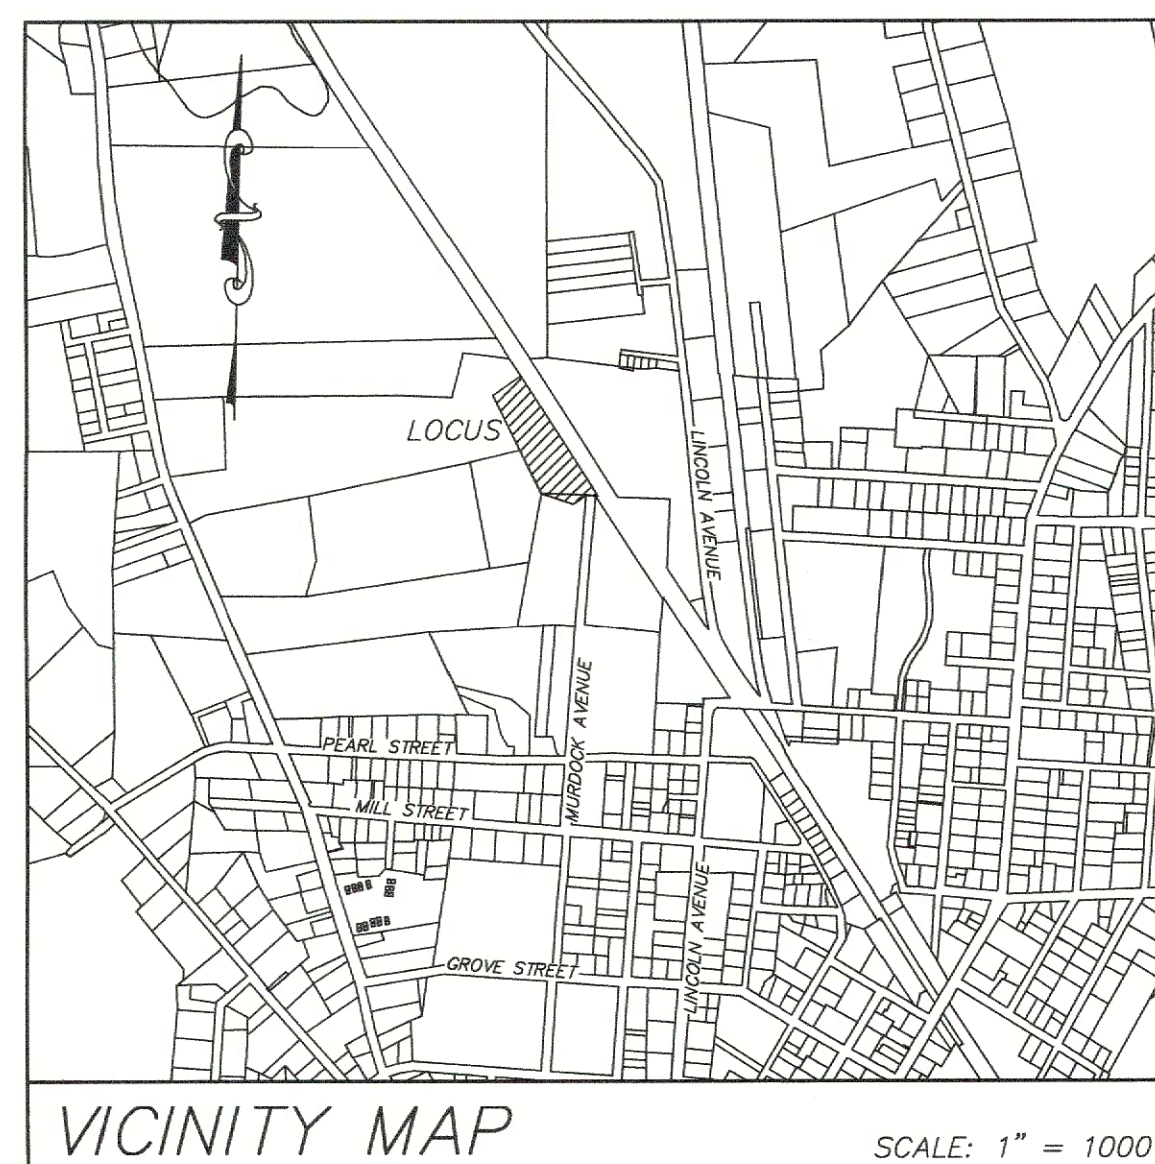 LOCUS
LINCOLN AVENUE
MURDOCK AVENUE
PEARL STREET
MILL STREET
LINCOLN AVENUE
GROVE STREET
VICINITY MAP
SCALE: 1" = 1000